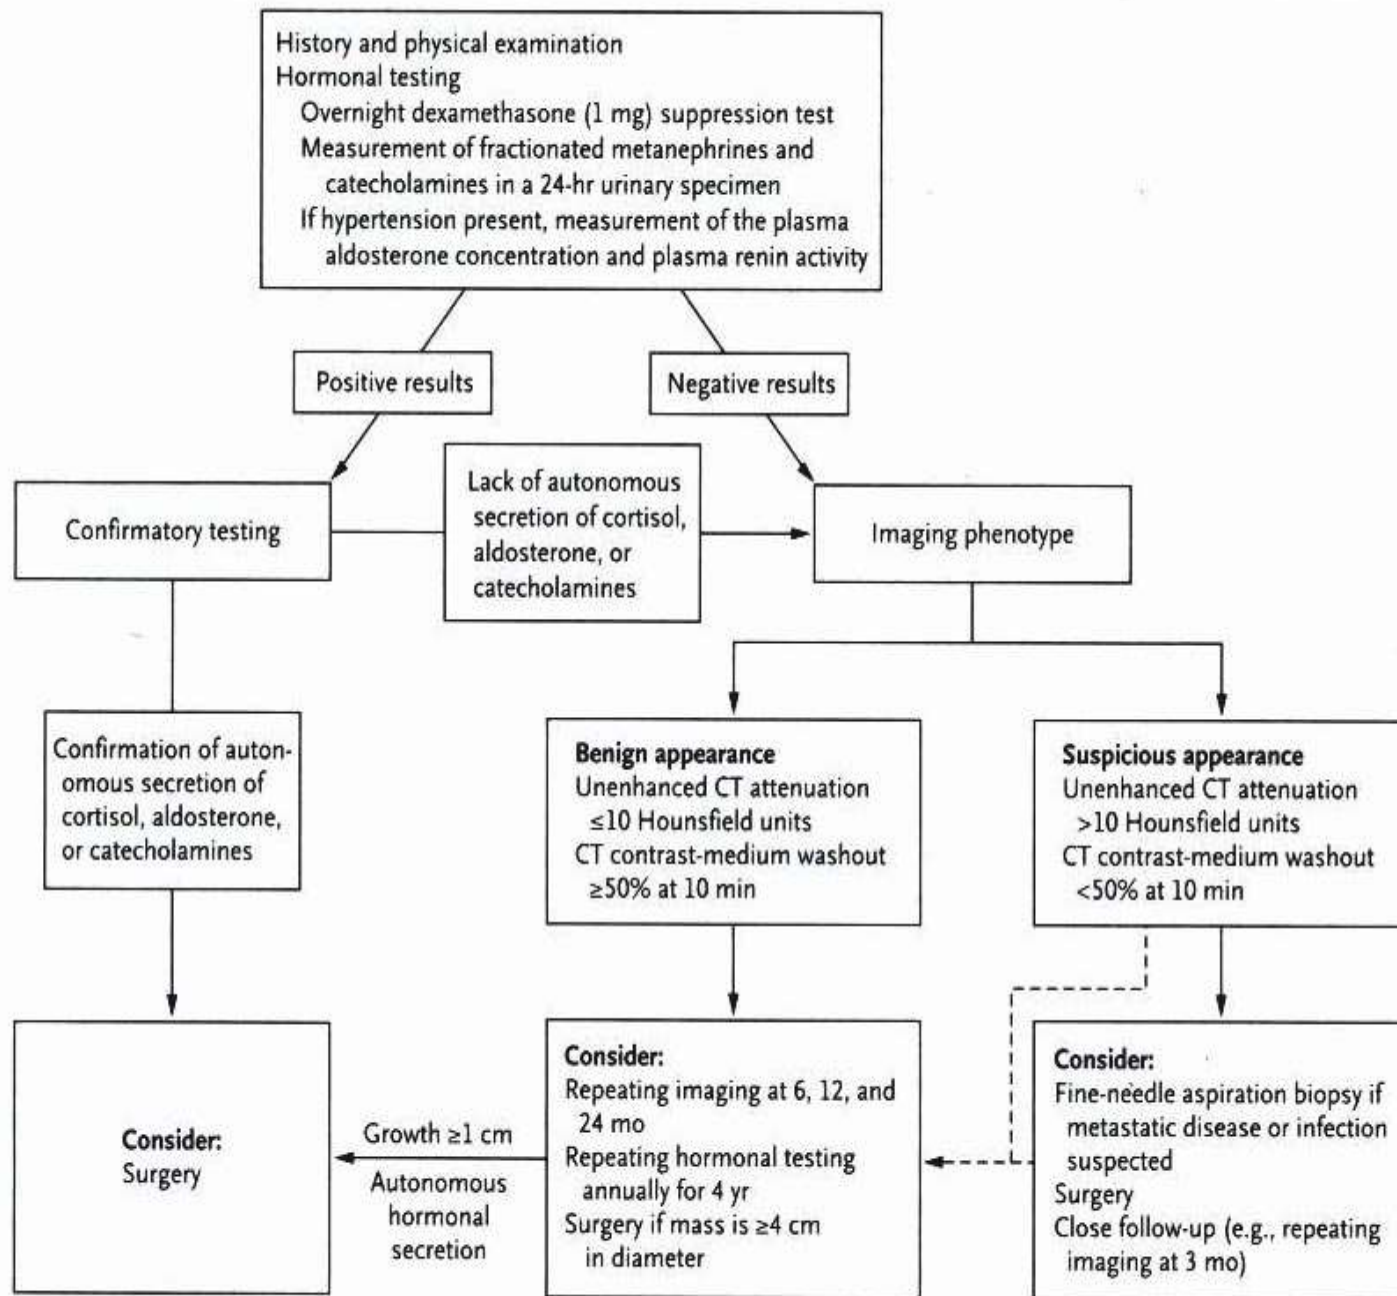 History and physical examination
Hormonal testing
Overnight dexamethasone (1 mg) suppression test
Measurement of fractionated metanephrines and
catecholamines in a 24-hr urinary specimen
If hypertension present, measurement of the plasma
aldosterone concentration and plasma renin activity
Positive results
Negative results
Confirmatory testing
Lack of autonomous
secretion of cortisol,
aldosterone, or
catecholamines
Imaging phenotype
Confirmation of auton-
omous secretion of
cortisol, aldosterone,
or catecholamines
Benign appearance
Unenhanced CT attenuation
≤10 Hounsfield units
CT contrast-medium washout
≥50% at 10 min
Suspicious appearance
Unenhanced CT attenuation
>10 Hounsfield units
CT contrast-medium washout
<50% at 10 min
Consider:
Surgery
Growth ≥1 cm
Autonomous
hormonal
secretion
Consider:
Repeating imaging at 6, 12, and
24 mo
Repeating hormonal testing
annually for 4 yr
Surgery if mass is ≥4 cm
in diameter
Consider:
Fine-needle aspiration biopsy if
metastatic disease or infection
suspected
Surgery
Close follow-up (e.g., repeating
imaging at 3 mo)